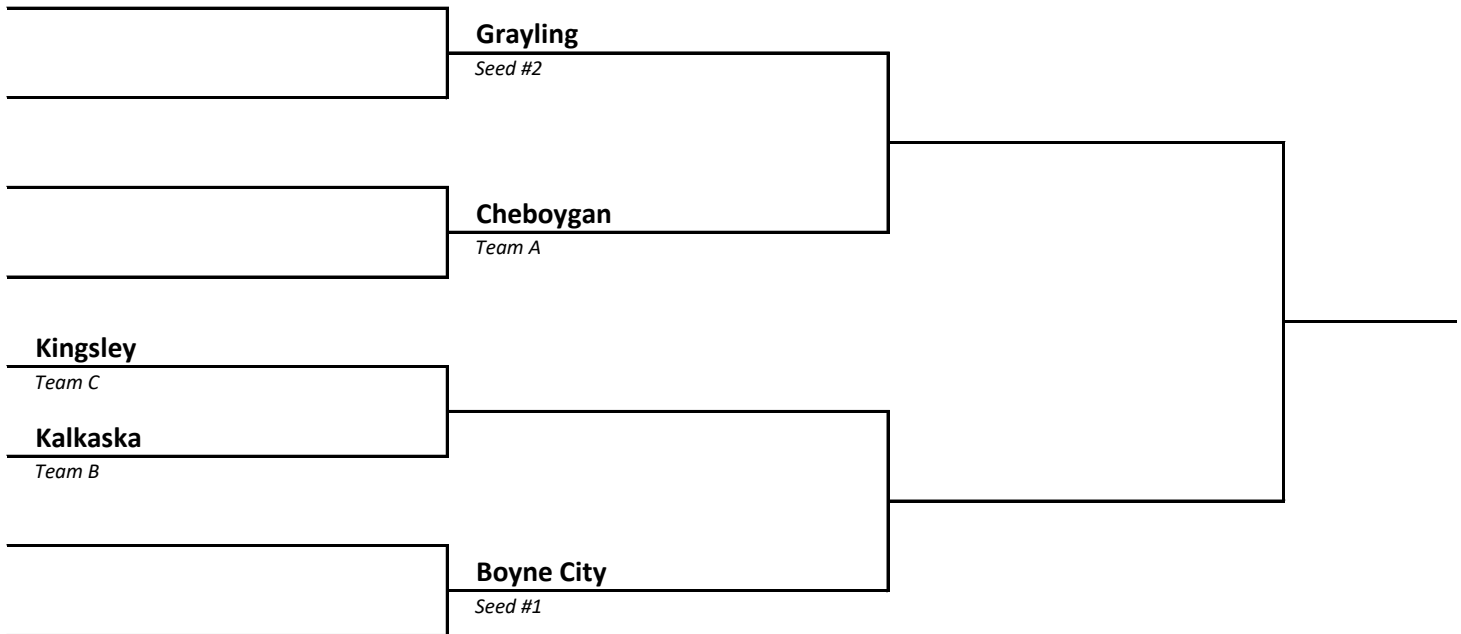 Grayling
Seed #2
Cheboygan
Team A
Kingsley
Team C
Kalkaska
Team B
Boyne City
Seed #1